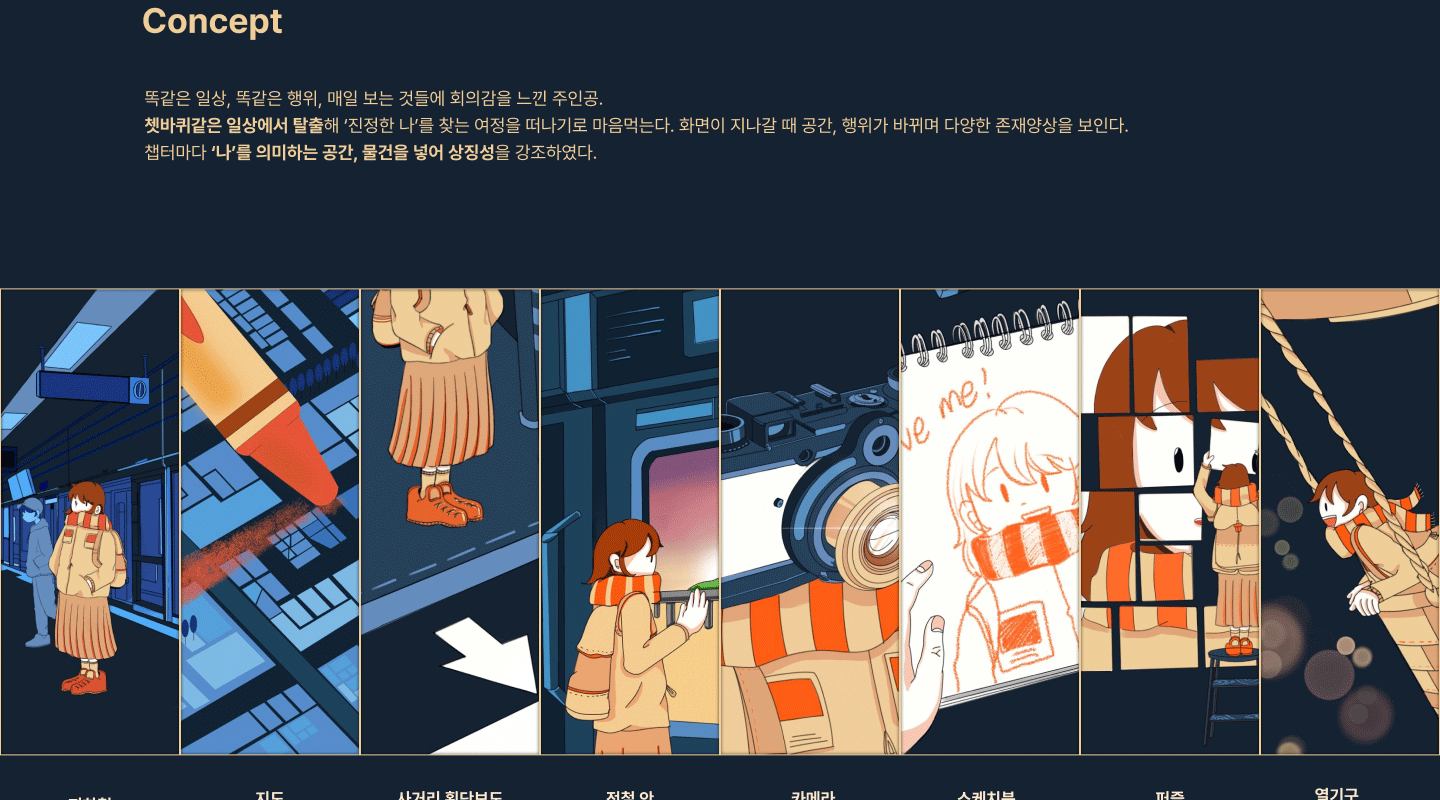 Concept
똑같은 일상, 똑같은 행위, 매일 보는 것들에 회의감을 느낀 주인공.
쳇바퀴같은 일상에서 탈출해 ‘진정한 나’를 찾는 여정을 떠나기로 마음먹는다. 화면이 지나갈 때 공간, 행위가 바뀌며 다양한 존재양상을 보인다.
챕터마다 ‘나’를 의미하는 공간, 물건을 넣어 상징성을 강조하였다.
ve me!
지도
사거리 횡단보도
전철 안
카메라
스케치북
퍼즐
열기구